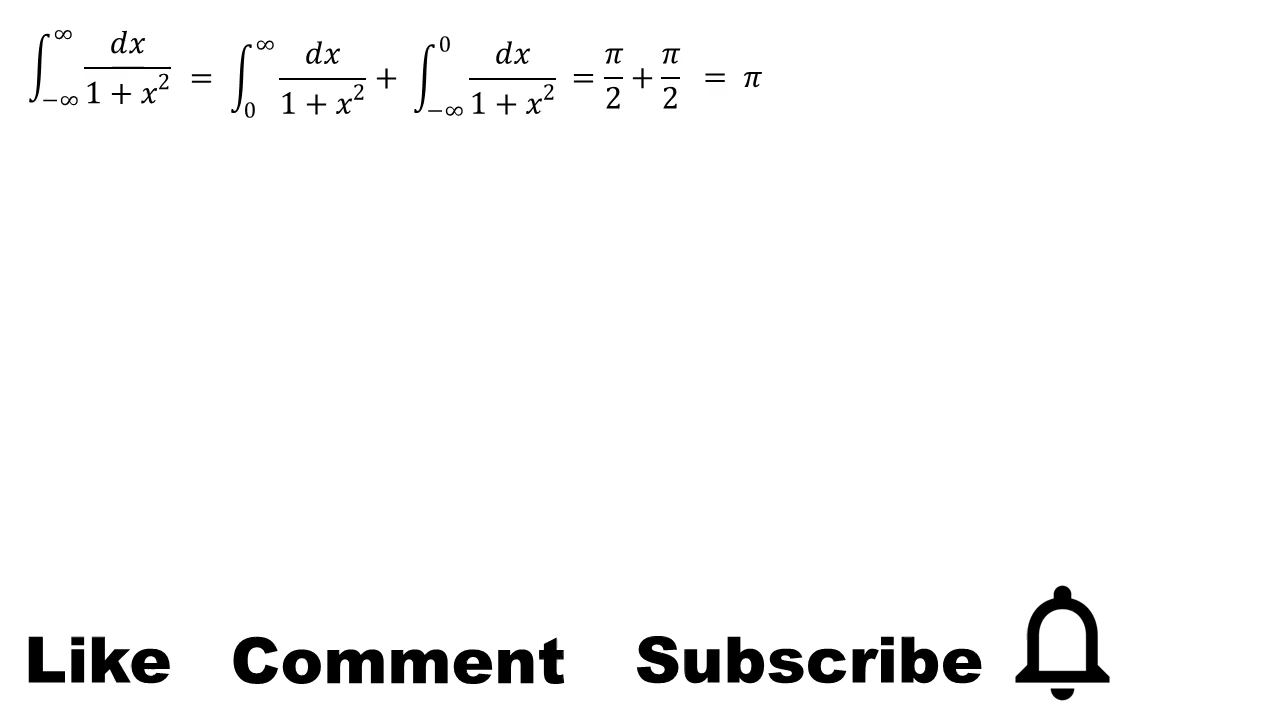 ∫_{-∞}^{∞} dx/(1 + x²) = ∫_{0}^{∞} dx/(1 + x²) + ∫_{-∞}^{0} dx/(1 + x²) = π/2 + π/2 = π
Like Comment Subscribe